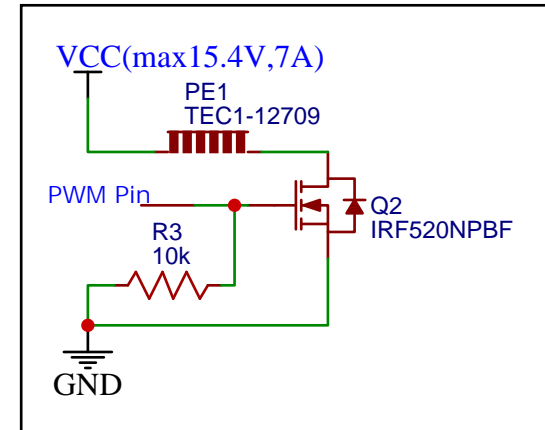 VCC(max15.4V,7A)
PE1
TEC1-12709
PWM Pin
Q2
IRF520NPBF
R3
10k
GND